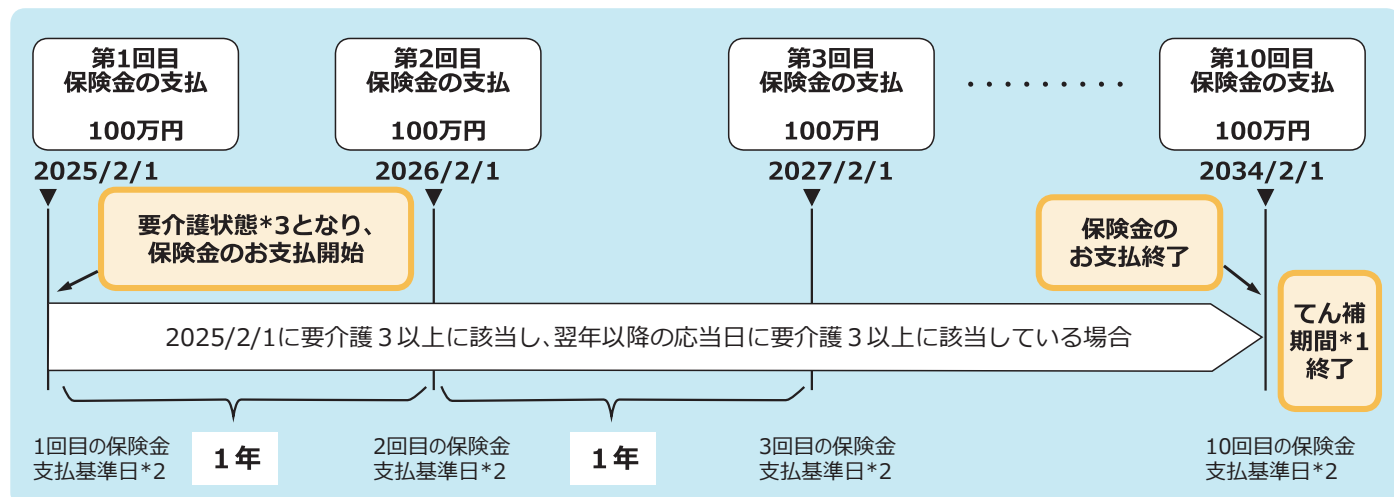 第1回目
保険金の支払
100万円
第2回目
保険金の支払
100万円
第3回目
保険金の支払
100万円
・・・・・・・・・
第10回目
保険金の支払
100万円
2025/2/1
2026/2/1
2027/2/1
2034/2/1
要介護状態*3となり、
保険金のお支払開始
保険金の
お支払終了
てん補
期間*1
終了
2025/2/1に要介護３以上に該当し、翌年以降の応当日に要介護３以上に該当している場合
1回目の保険金
支払基準日*2
１年
2回目の保険金
支払基準日*2
１年
3回目の保険金
支払基準日*2
10回目の保険金
支払基準日*2